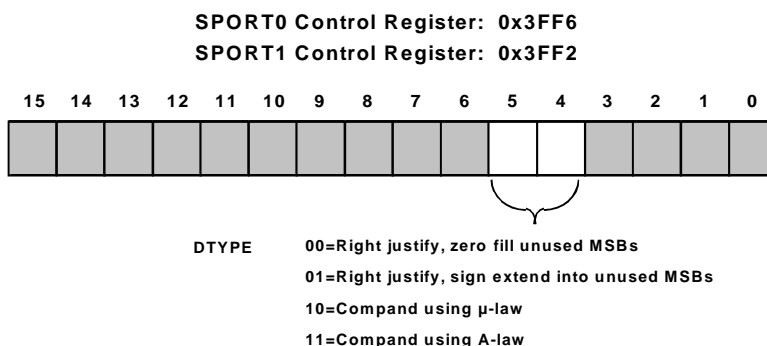 SPORT0 Control Register: 0x3FF6
SPORT1 Control Register: 0x3FF2
15 14 13 12 11 10 9 8 7 6 5 4 3 2 1 0
DTYPE 00=Right justify, zero fill unused MSBs
01=Right justify, sign extend into unused MSBs
10=Compand using µ-law
11=Compand using A-law